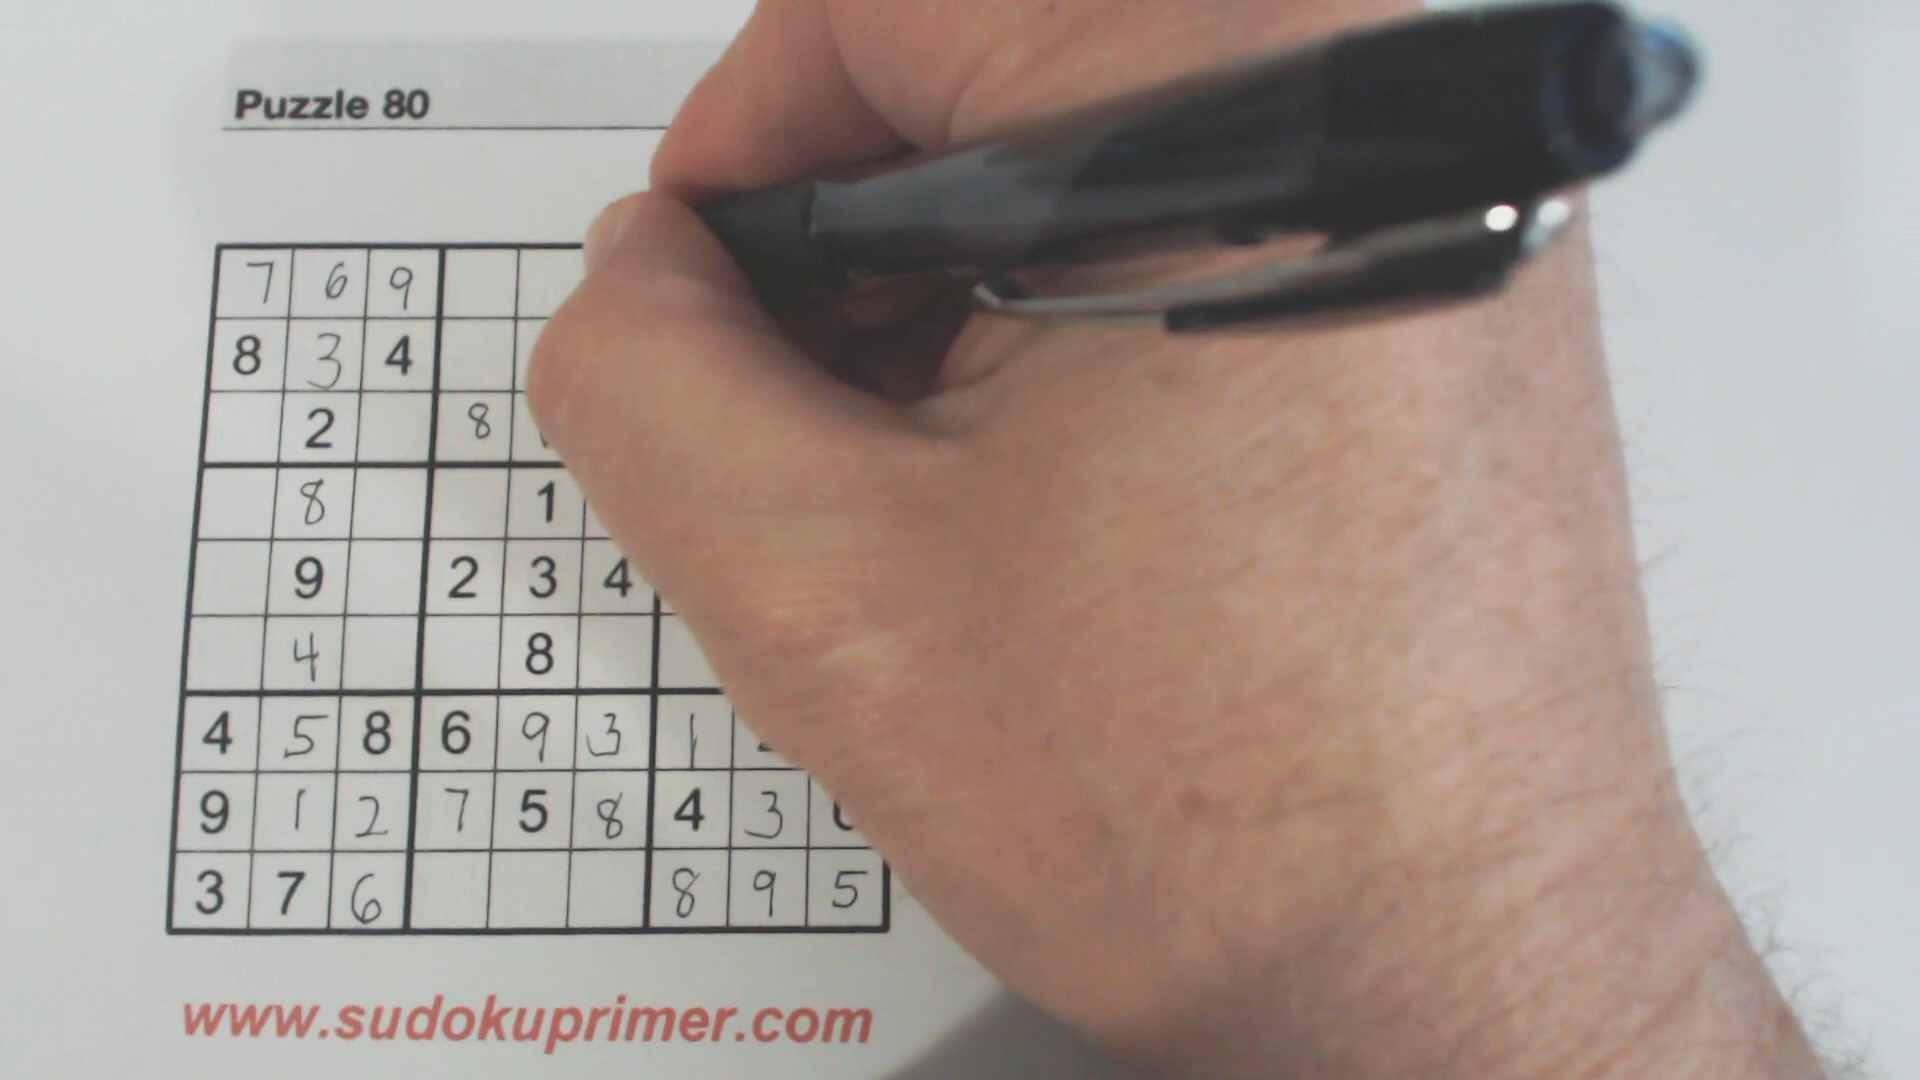 Puzzle 80
7 6 9
8 3 4
2 8
8 1
9 2 3 4
4 8
4 5 8 6 9 3 1
9 1 2 7 5 8 4 3
3 7 6 8 9 5
www.sudokuprimer.com